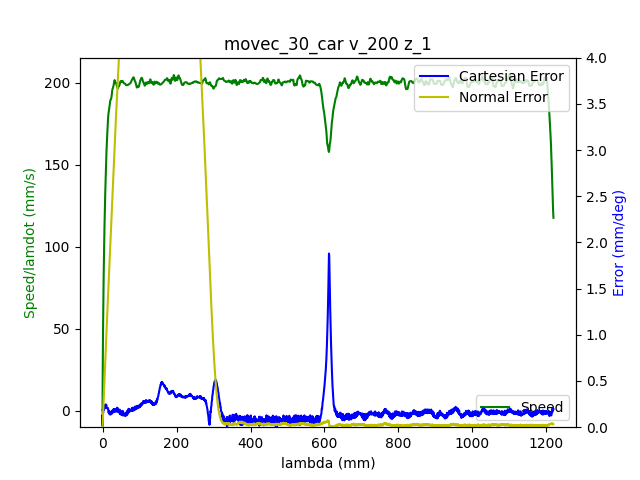 movec_30_car v_200 z_1
Cartesian Error
Normal Error
Speed
Speed/lamdot (mm/s)
200
150
100
50
0
4.0
3.5
3.0
2.5
2.0
1.5
1.0
0.5
0.0
Error (mm/deg)
0 200 400 600 800 1000 1200
lambda (mm)